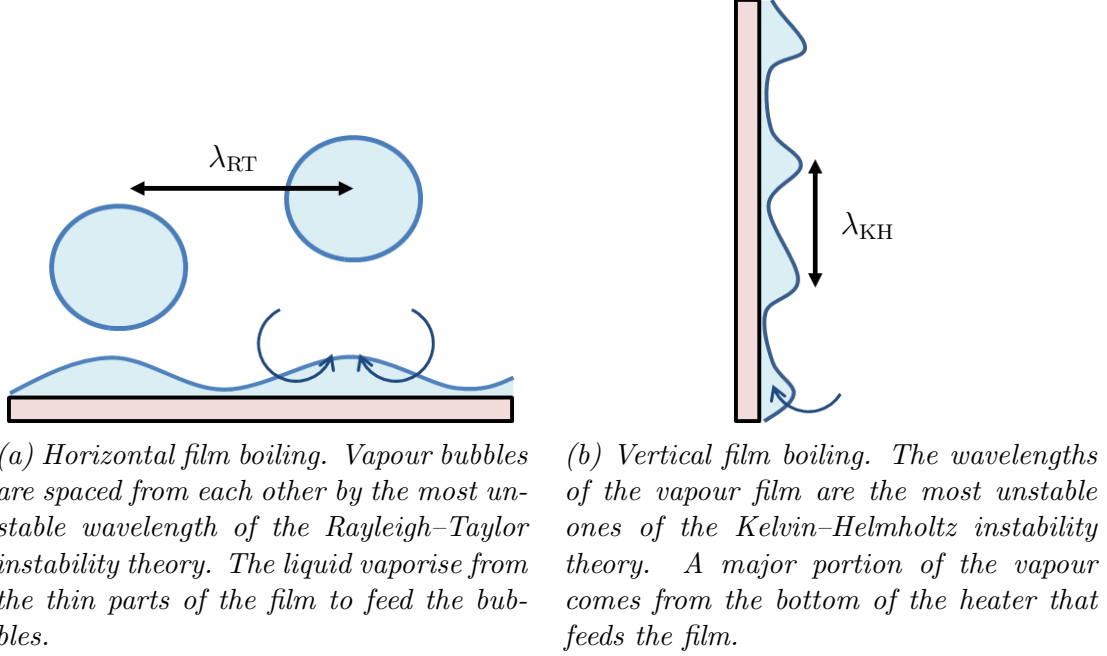 λRT
λKH
(a) Horizontal film boiling. Vapour bubbles
are spaced from each other by the most un-
stable wavelength of the Rayleigh–Taylor
instability theory. The liquid vaporise from
the thin parts of the film to feed the bub-
bles.
(b) Vertical film boiling. The wavelengths
of the vapour film are the most unstable
ones of the Kelvin–Helmholtz instability
theory. A major portion of the vapour
comes from the bottom of the heater that
feeds the film.